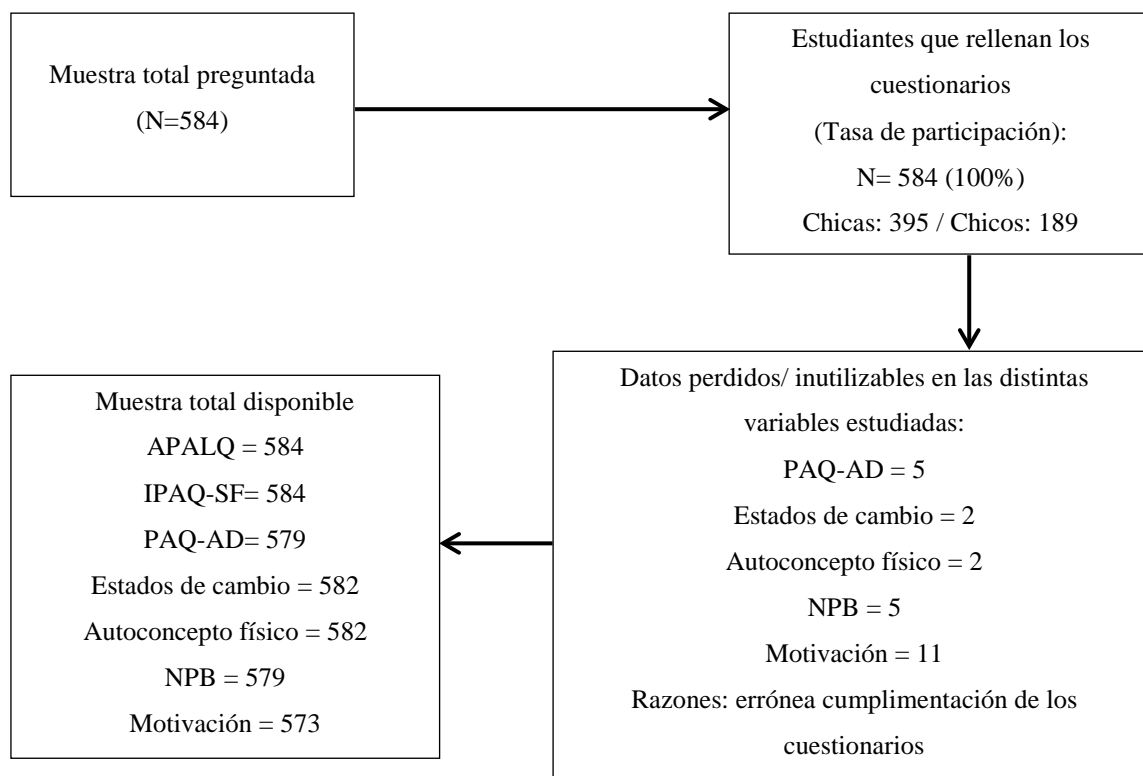 Muestra total preguntada
(N=584)
Estudiantes que rellenan los
cuestionarios
(Tasa de participación):
N= 584 (100%)
Chicas: 395 / Chicos: 189
Datos perdidos/ inutilizables en las distintas
variables estudiadas:
PAQ-AD = 5
Estados de cambio = 2
Autoconcepto físico = 2
NPB = 5
Motivación = 11
Razones: errónea cumplimentación de los
cuestionarios
Muestra total disponible
APALQ = 584
IPAQ-SF= 584
PAQ-AD= 579
Estados de cambio = 582
Autoconcepto físico = 582
NPB = 579
Motivación = 573